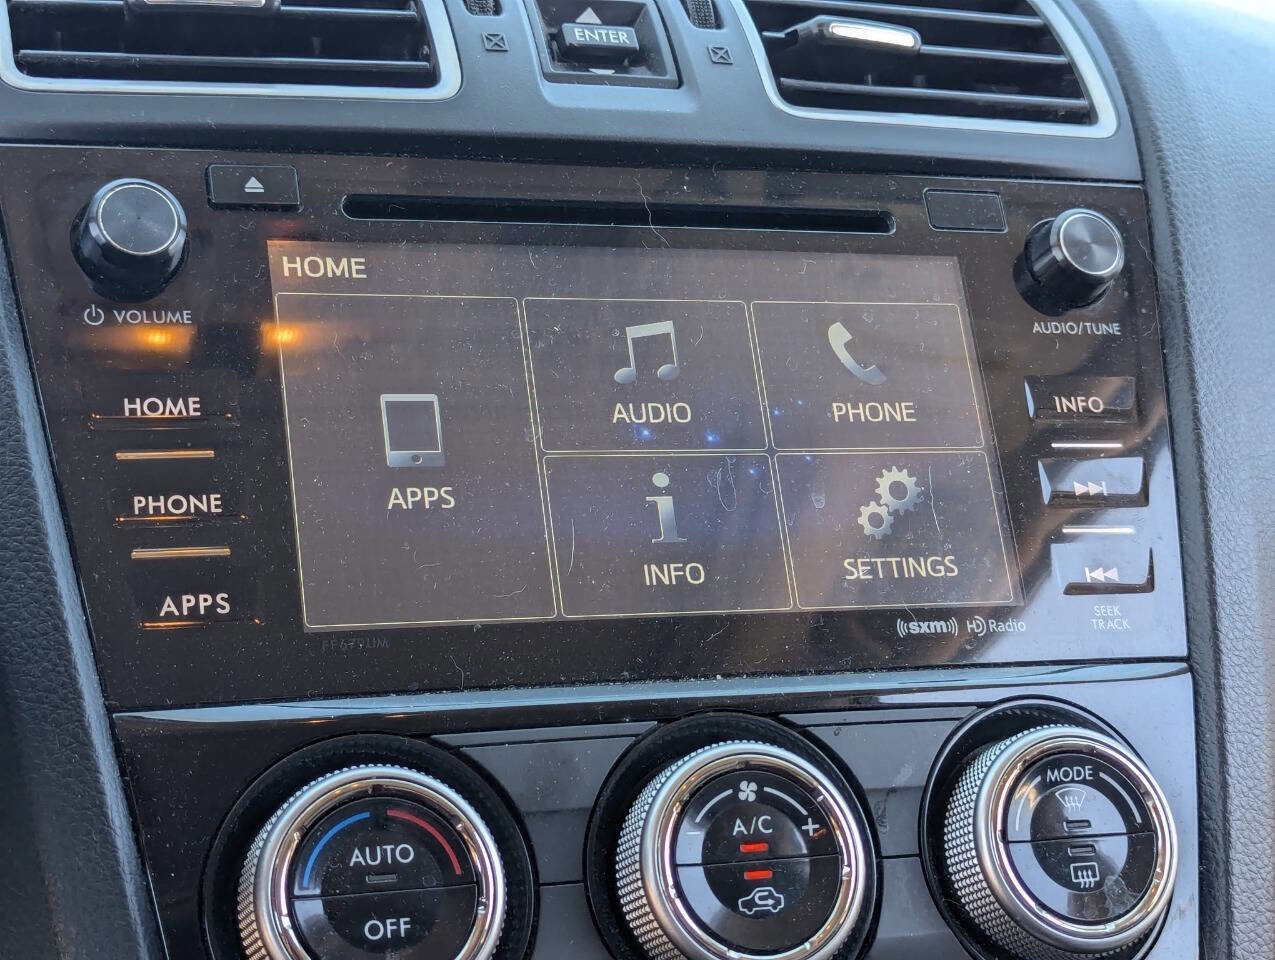 ENTER
VOLUME
AUDIO/TUNE
HOME
HOME
PHONE
APPS
APPS
AUDIO
PHONE
INFO
SETTINGS
INFO
SEEK
TRACK
((sxm))
HD Radio
FF679UM
AUTO
OFF
- A/C +
MODE